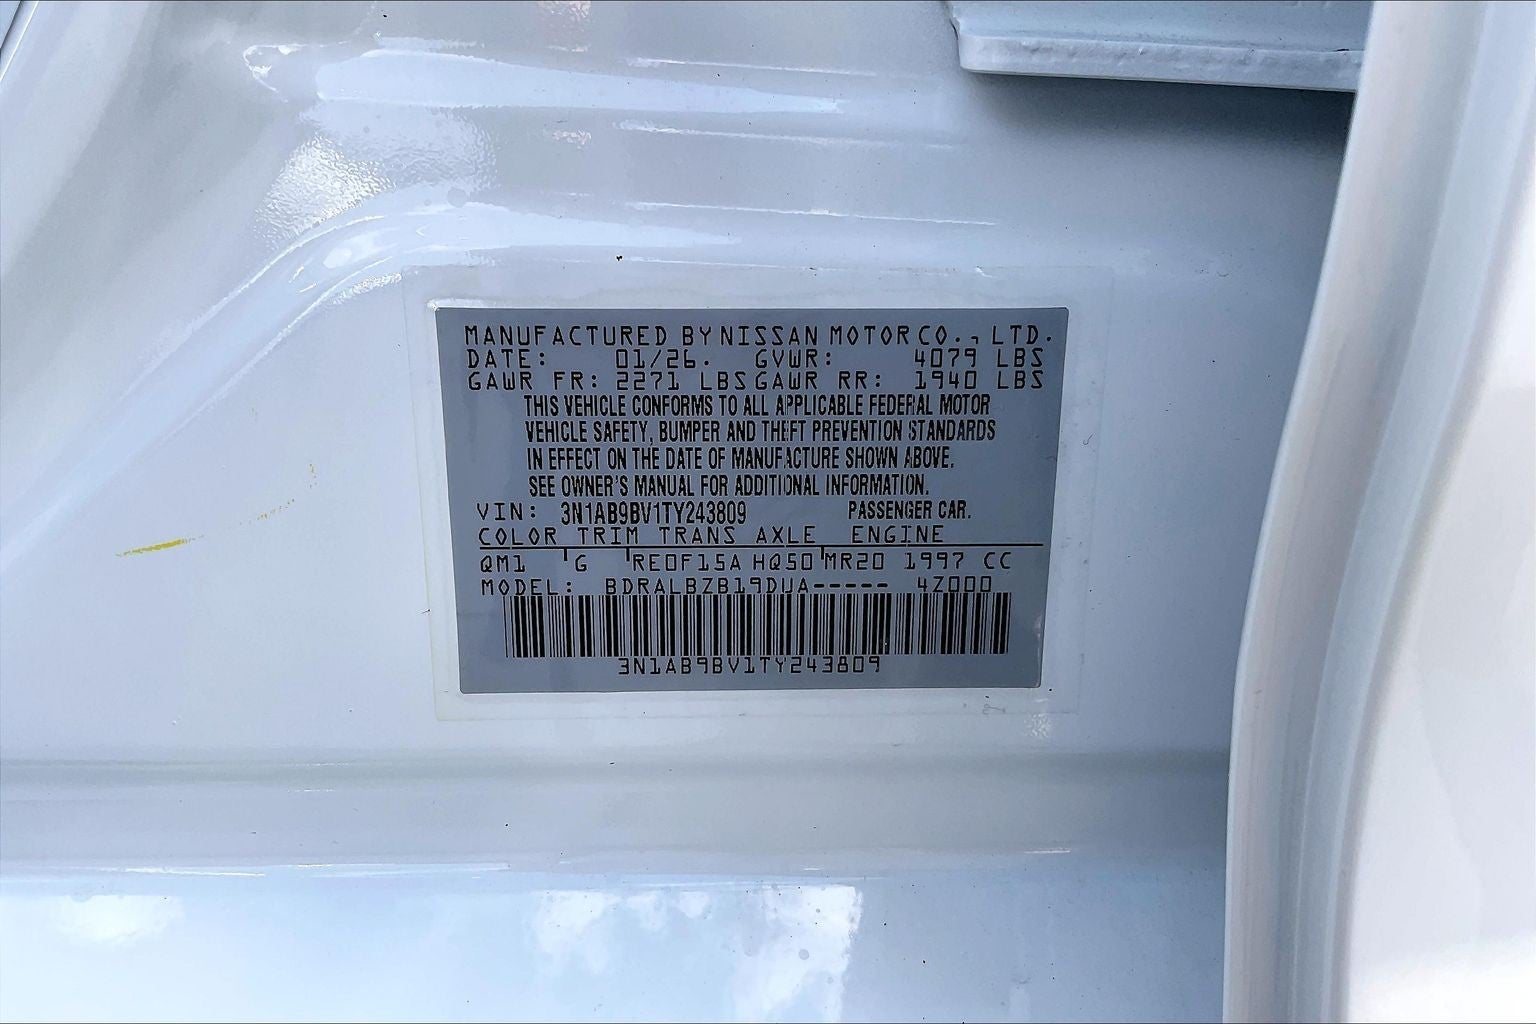 MANUFACTURED BY NISSAN MOTOR CO., LTD.
DATE: 01/26. GVWR: 4079 LBS
GAWR FR: 2271 LBS GAWR RR: 1940 LBS
THIS VEHICLE CONFORMS TO ALL APPLICABLE FEDERAL MOTOR
VEHICLE SAFETY, BUMPER AND THEFT PREVENTION STANDARDS
IN EFFECT ON THE DATE OF MANUFACTURE SHOWN ABOVE.
SEE OWNER'S MANUAL FOR ADDITIONAL INFORMATION.
VIN: 3N1AB9BV1TY243809 PASSENGER CAR.
COLOR TRIM TRANS AXLE ENGINE
QM1 G RE0F15A HQ50 MR20 1997 CC
MODEL: BDRALBZB19DUA----- 4Z000
3N1AB9BV1TY243809